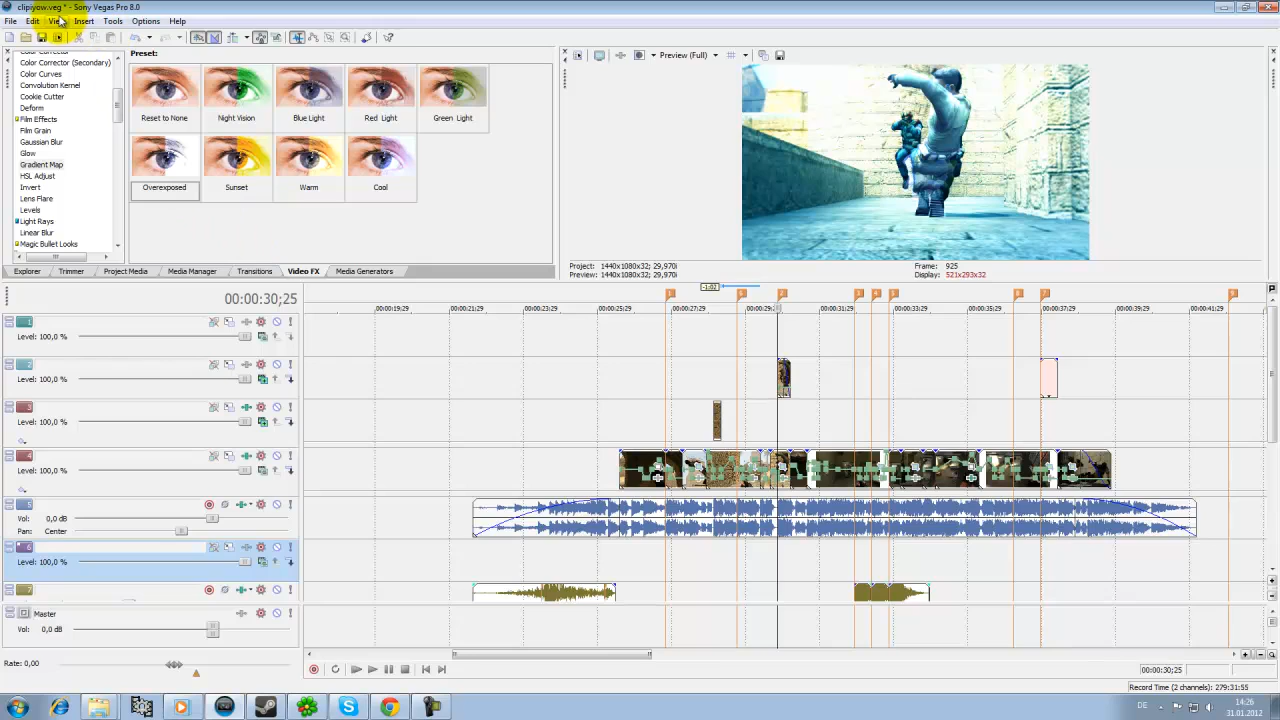 clipiyow.veg * - Sony Vegas Pro 8.0
File Edit View Insert Tools Options Help
Color Corrector
Color Corrector (Secondary)
Color Curves
Convolution Kernel
Cookie Cutter
Deform
Film Effects
Film Grain
Gaussian Blur
Glow
Gradient Map
HSL Adjust
Invert
Lens Flare
Levels
Light Rays
Linear Blur
Magic Bullet Looks
Preset:
Reset to None Night Vision Blue Light Red Light Green Light
Overexposed Sunset Warm Cool
Explorer Trimmer Project Media Media Manager Transitions Video FX Media Generators
Preview (Full)
Project: 1440x1080x32; 29,970i
Preview: 1440x1080x32; 29,970i
Frame: 925
Display: 521x293x32
00:00:30;25
-1;02
00:00:19;29 00:00:21;29 00:00:23;29 00:00:25;29 00:00:27;29 00:00:29;29 00:00:31;29 00:00:33;29 00:00:35;29 00:00:37;29 00:00:39;29 00:00:41;29
Level: 100,0 %
Level: 100,0 %
Level: 100,0 %
Level: 100,0 %
Vol: 0,0 dB
Pan: Center
Level: 100,0 %
Master
Vol: 0,0 dB
Rate: 0,00
00:00:30;25
Record Time (2 channels): 279:31:55
DE
14:26
31.01.2012